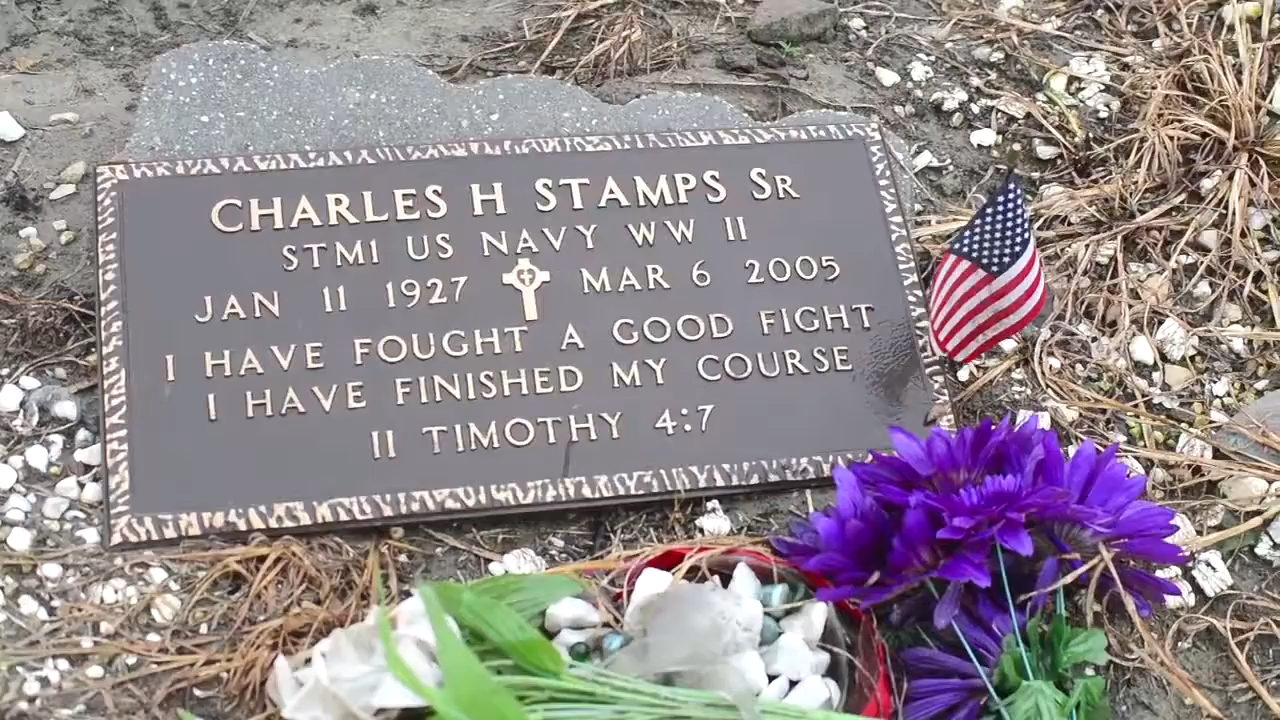 CHARLES H STAMPS SR
STM1 US NAVY WW II
JAN 11 1927 MAR 6 2005
I HAVE FOUGHT A GOOD FIGHT
I HAVE FINISHED MY COURSE
II TIMOTHY 4:7